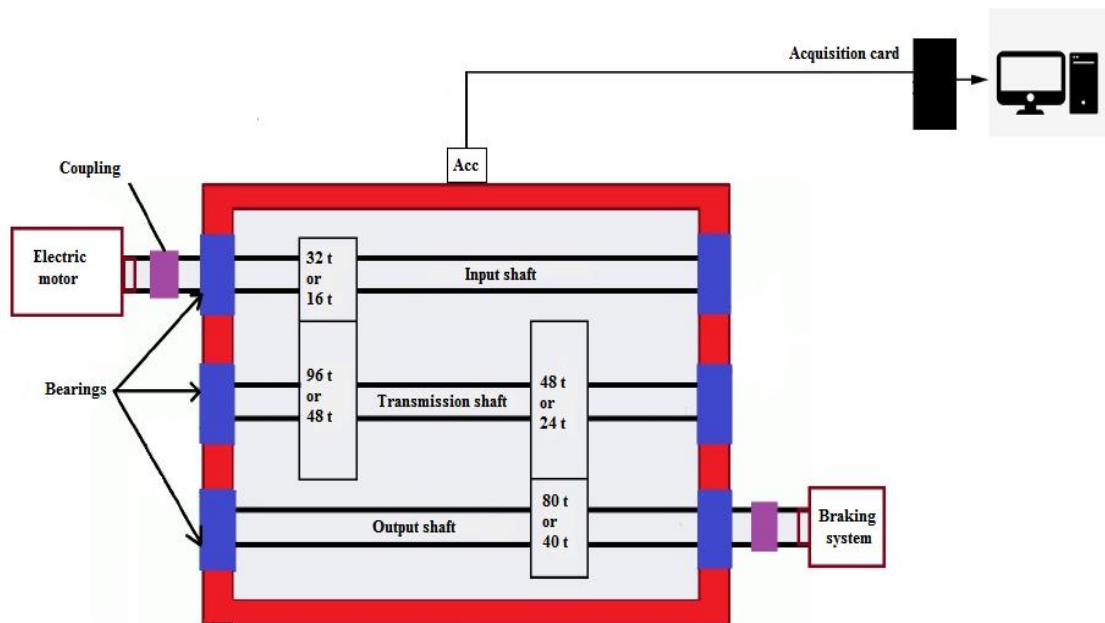 Acquisition card
Acc
Coupling
Electric
motor
32 t
or
16 t
Input shaft
Bearings
96 t
or
48 t
Transmission shaft
48 t
or
24 t
Output shaft
80 t
or
40 t
Braking
system